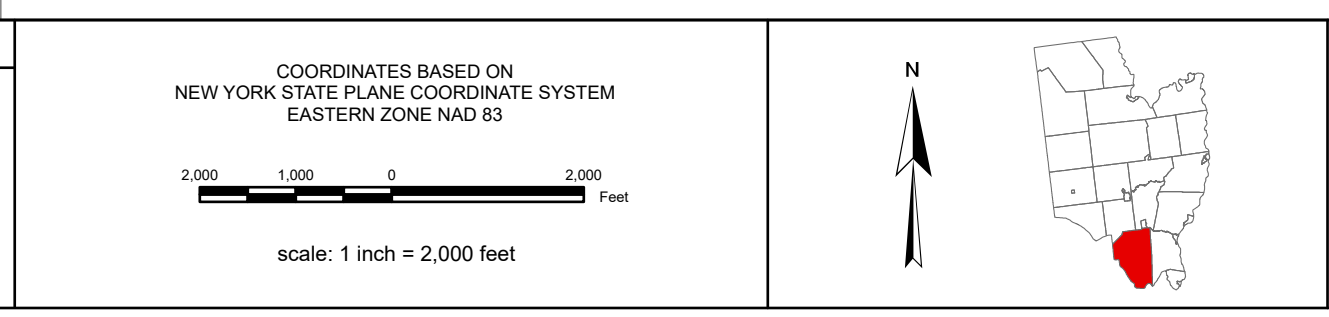 COORDINATES BASED ON
NEW YORK STATE PLANE COORDINATE SYSTEM
EASTERN ZONE NAD 83
2,000 1,000 0 2,000
Feet
scale: 1 inch = 2,000 feet
N